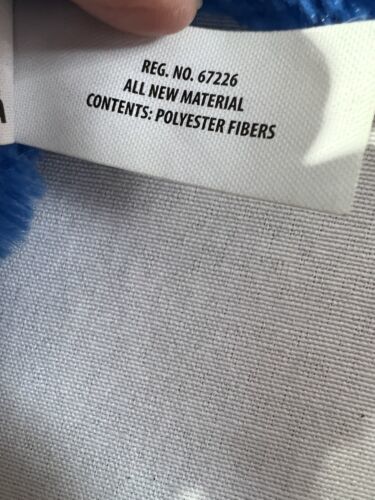 REG. NO. 67226
ALL NEW MATERIAL
CONTENTS: POLYESTER FIBERS
A